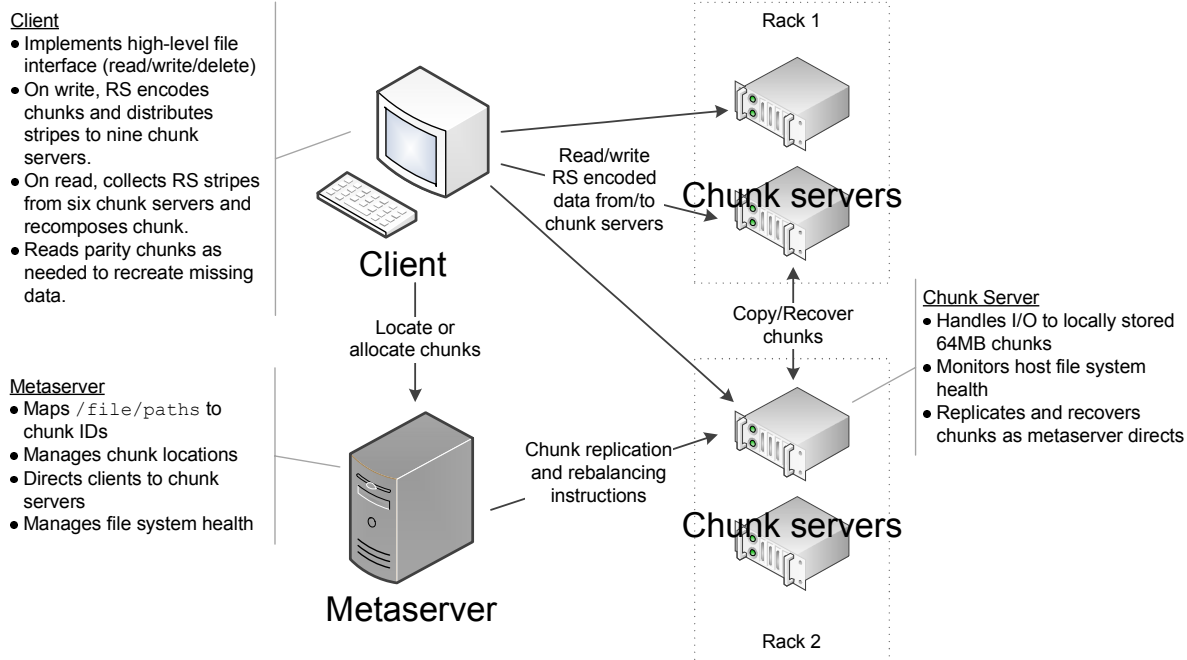 Client
• Implements high-level file
interface (read/write/delete)
• On write, RS encodes
chunks and distributes
stripes to nine chunk
servers.
• On read, collects RS stripes
from six chunk servers and
recomposes chunk.
• Reads parity chunks as
needed to recreate missing
data.
Metaserver
• Maps /file/paths to
chunk IDs
• Manages chunk locations
• Directs clients to chunk
servers
• Manages file system health
Client
Locate or
allocate chunks
Metaserver
Read/write
RS encoded
data from/to
chunk servers
Chunk replication
and rebalancing
instructions
Rack 1
Chunk servers
Copy/Recover
chunks
Chunk servers
Rack 2
Chunk Server
• Handles I/O to locally stored
64MB chunks
• Monitors host file system
health
• Replicates and recovers
chunks as metaserver directs